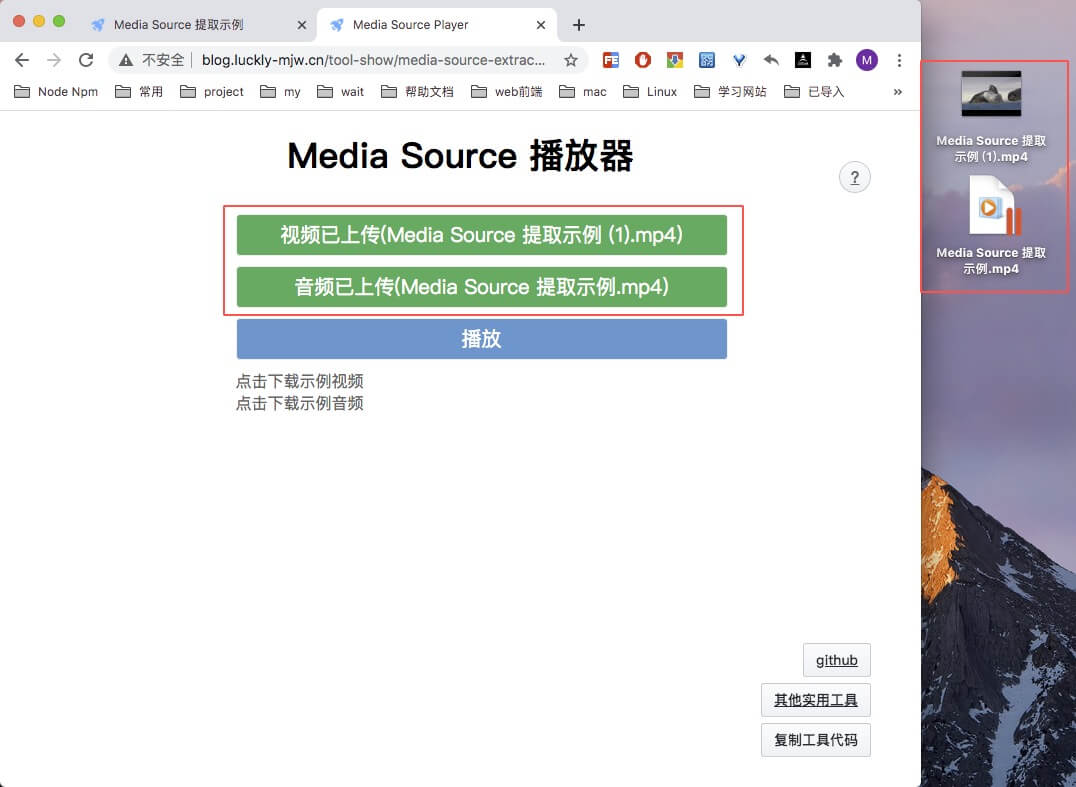 Media Source 提取示例
Media Source Player
不安全
blog.luckly-mjw.cn/tool-show/media-source-extrac...
FE
M
Node Npm
常用
project
my
wait
帮助文档
web前端
mac
Linux
学习网站
已导入
»
Media Source 播放器
?
视频已上传(Media Source 提取示例 (1).mp4)
音频已上传(Media Source 提取示例.mp4)
播放
点击下载示例视频
点击下载示例音频
github
其他实用工具
复制工具代码
Media Source 提取
示例 (1).mp4
Media Source 提取
示例.mp4